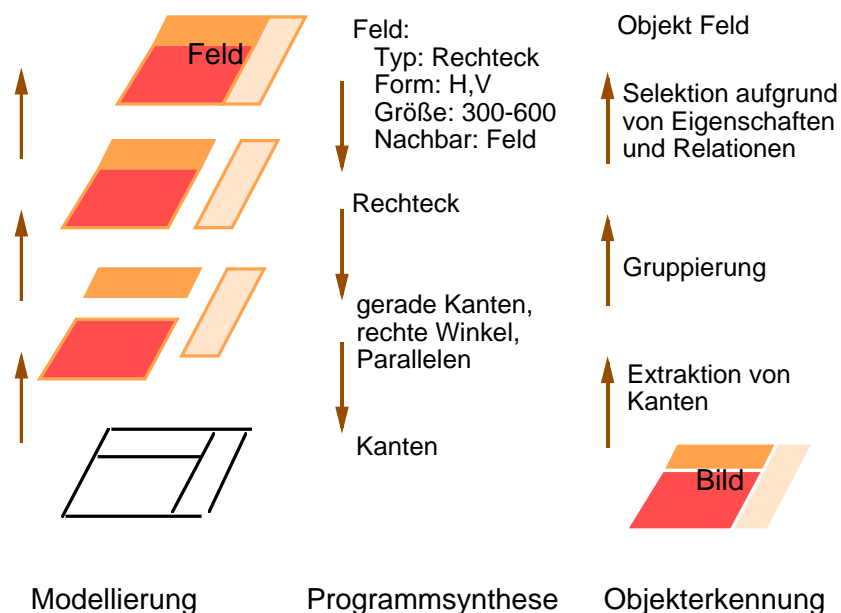 Feld
Feld:
Typ: Rechteck
Form: H,V
Größe: 300-600
Nachbar: Feld
Rechteck
gerade Kanten,
rechte Winkel,
Parallelen
Kanten
Objekt Feld
Selektion aufgrund
von Eigenschaften
und Relationen
Gruppierung
Extraktion von
Kanten
Bild
Modellierung
Programmsynthese
Objekterkennung